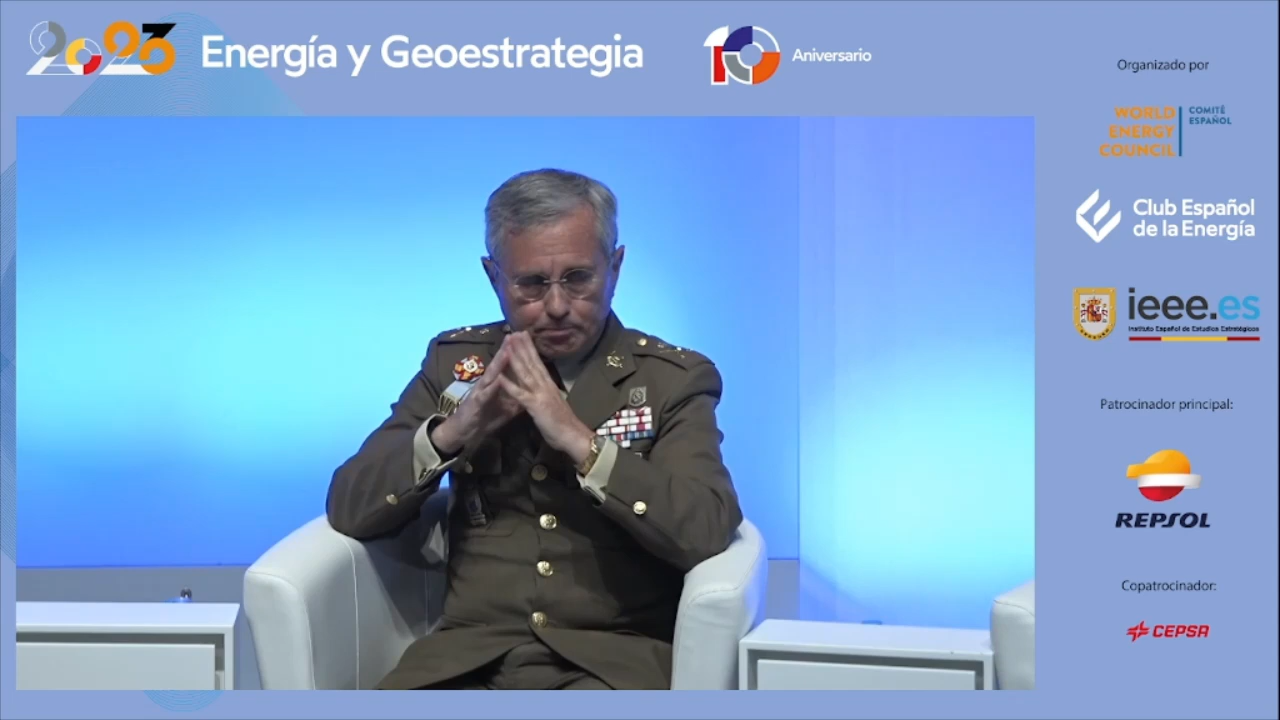 2023 Energía y Geoestrategia
10 Aniversario
Organizado por
WORLD
ENERGY
COUNCIL
COMITÉ
ESPAÑOL
Club Español
de la Energía
ieee.es
Instituto Español de Estudios Estratégicos
Patrocinador principal:
REPSOL
Copatrocinador:
CEPSA